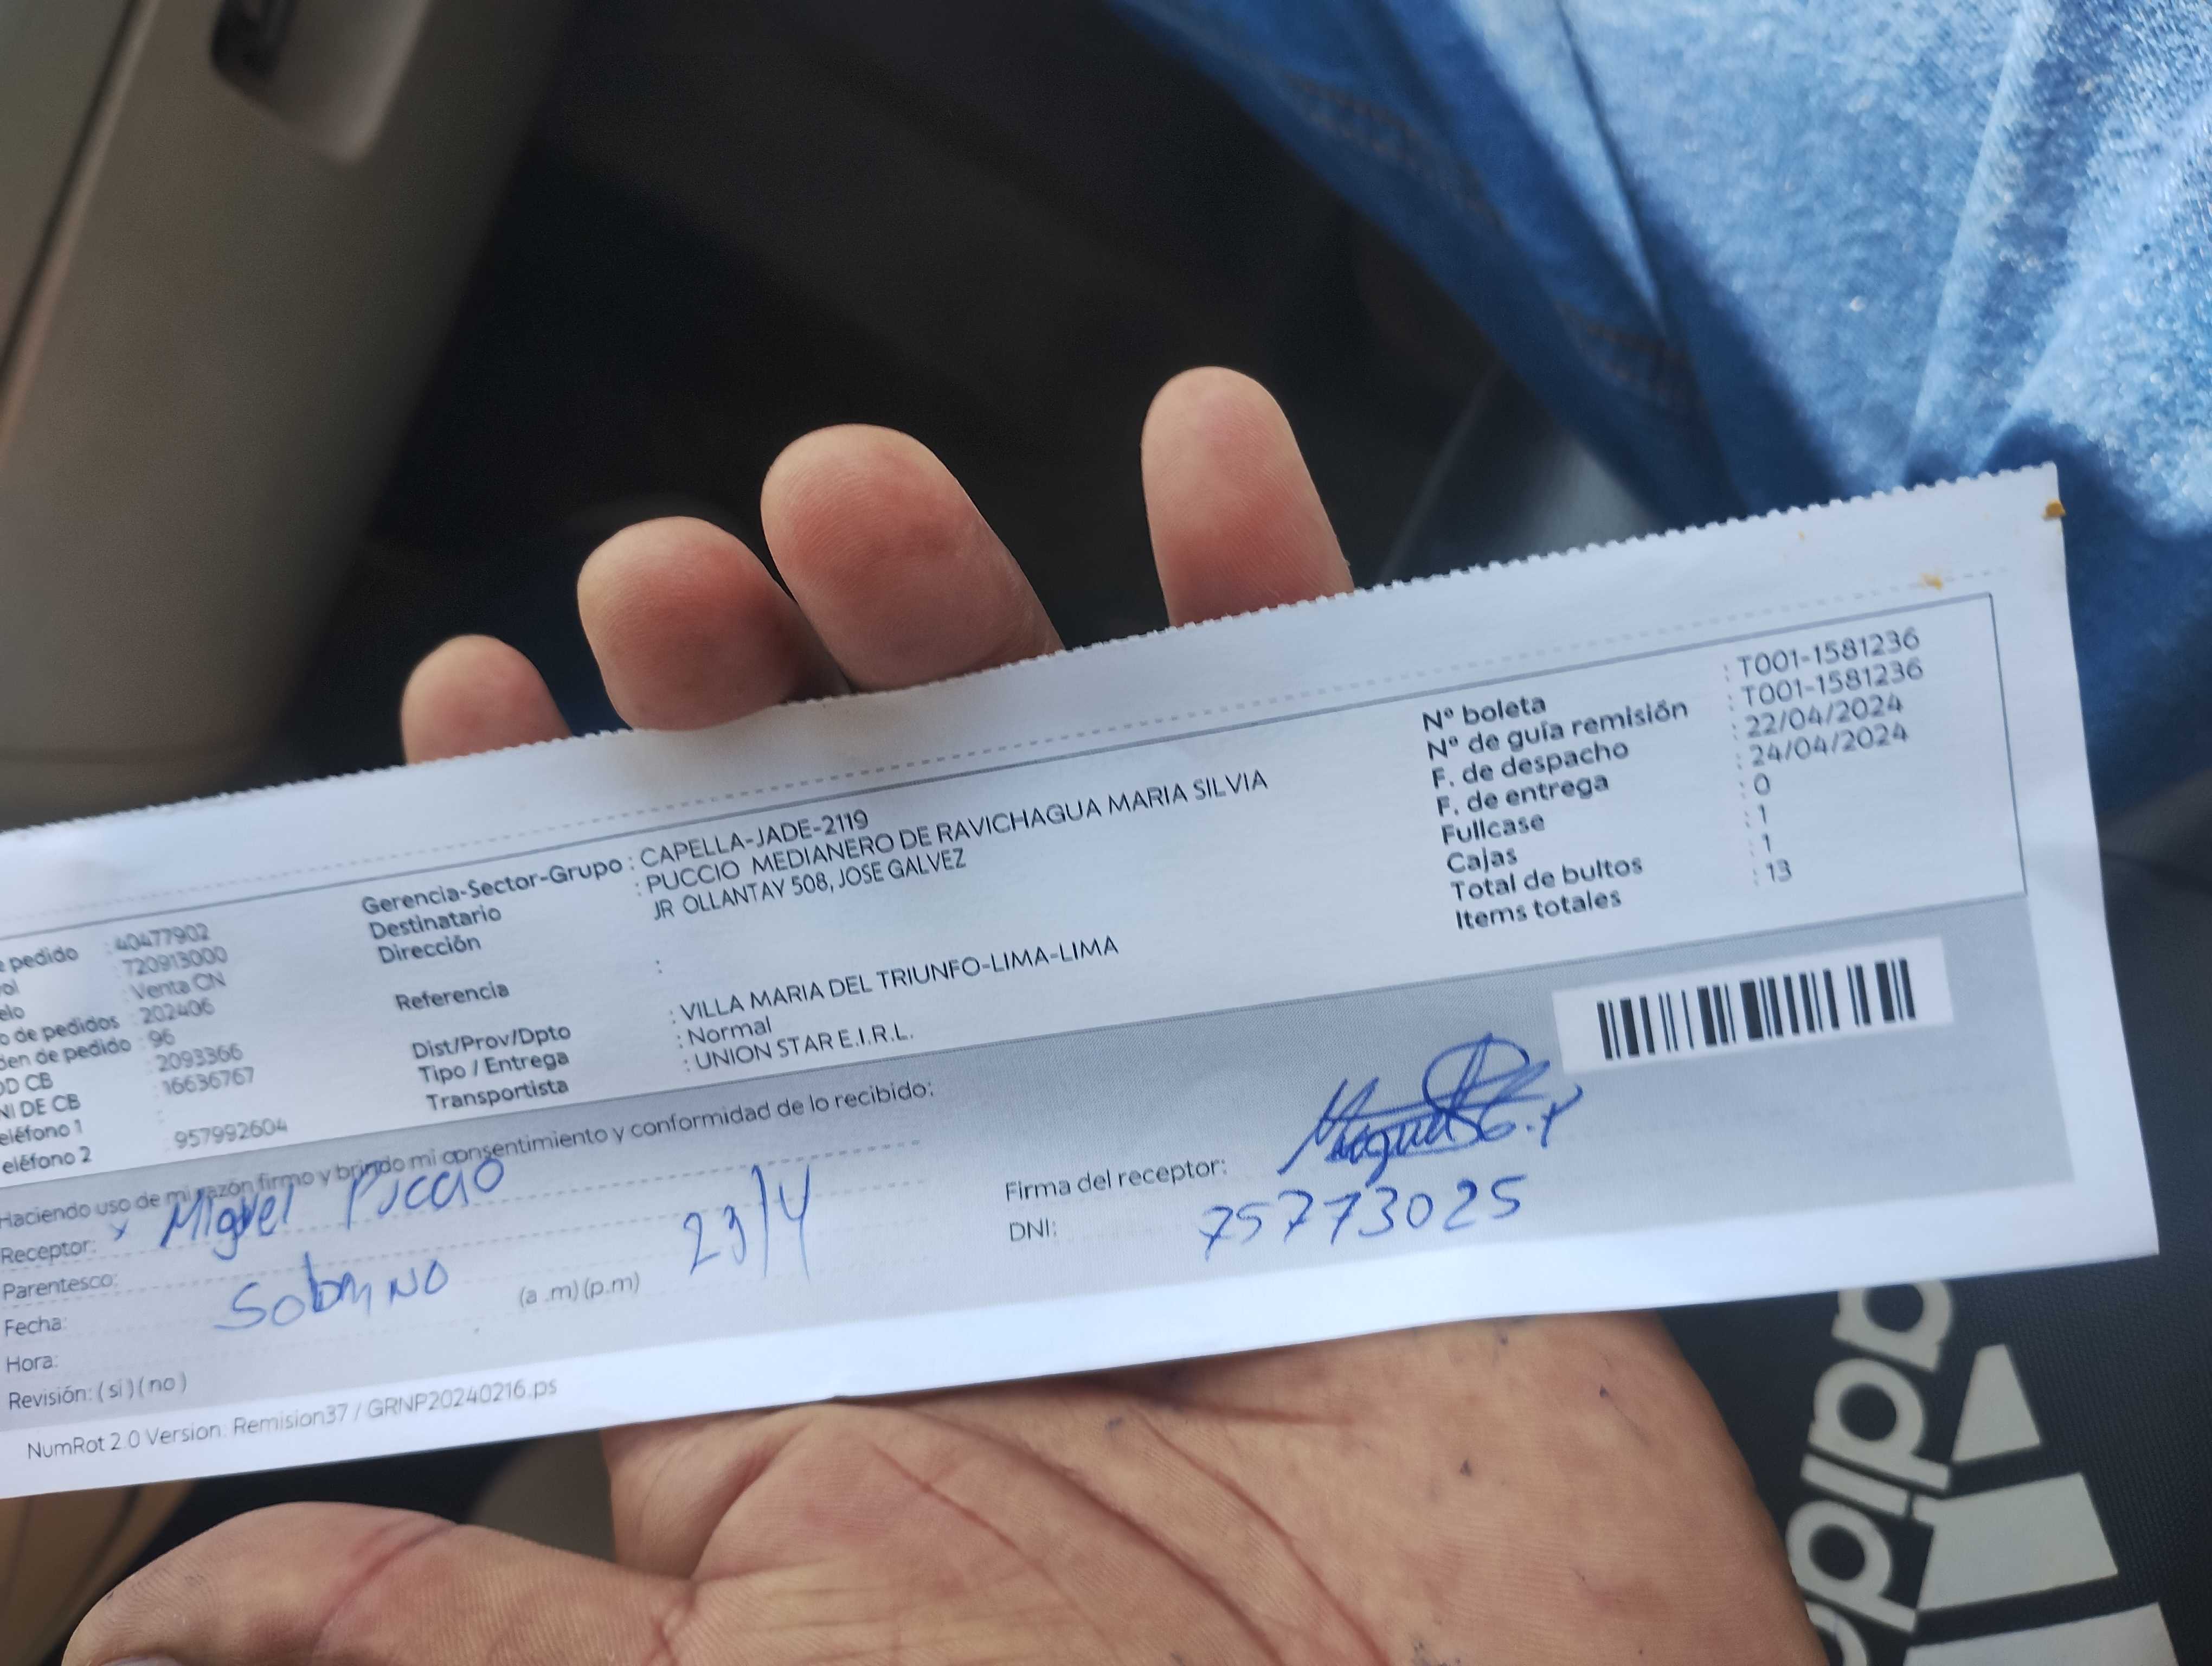 e pedido : 40477902
ol : 720913000
elo : Venta CN
o de pedidos : 202406
den de pedido : 96
OD CB : 2093366
NI DE CB : 16636767
eléfono 1 :
eléfono 2 957992604
Gerencia-Sector-Grupo : CAPELLA-JADE-2119
Destinatario : PUCCIO MEDIANERO DE RAVICHAGUA MARIA SILVIA
Dirección JR OLLANTAY 508, JOSE GALVEZ
Referencia :
Dist/Prov/Dpto : VILLA MARIA DEL TRIUNFO-LIMA-LIMA
Tipo / Entrega : Normal
Transportista : UNION STAR E.I.R.L.
Nº boleta : T001-1581236
Nº de guía remisión : T001-1581236
F. de despacho : 22/04/2024
F. de entrega : 24/04/2024
Fullcase : 0
Cajas : 1
Total de bultos : 1
Items totales : 13
Haciendo uso de mi razón firmo y brindo mi consentimiento y conformidad de lo recibido:
Receptor: x Miguel Puccio
Parentesco: Sobrino
Fecha: 23/4
Hora: (a .m) (p.m)
Revisión: ( si ) ( no )
Firma del receptor:
DNI: 75773025
NumRot 2.0 Version: Remision37 / GRNP20240216.ps
adidas